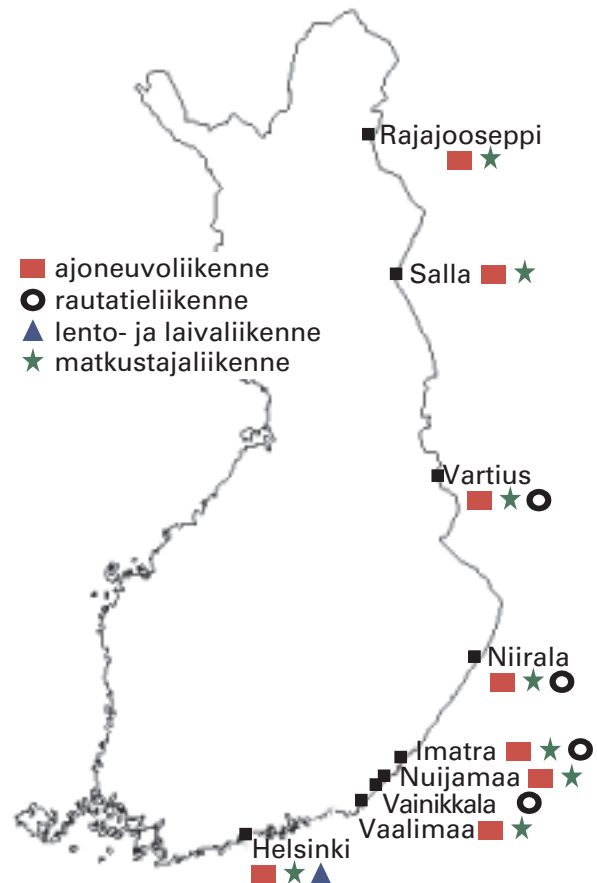 Rajajooseppi
Salla
ajoneuvoliikenne
rautatieliikenne
lento- ja laivaliikenne
matkustajaliikenne
Vartius
Niirala
Imatra
Nuijamaa
Vainikkala
Vaalimaa
Helsinki